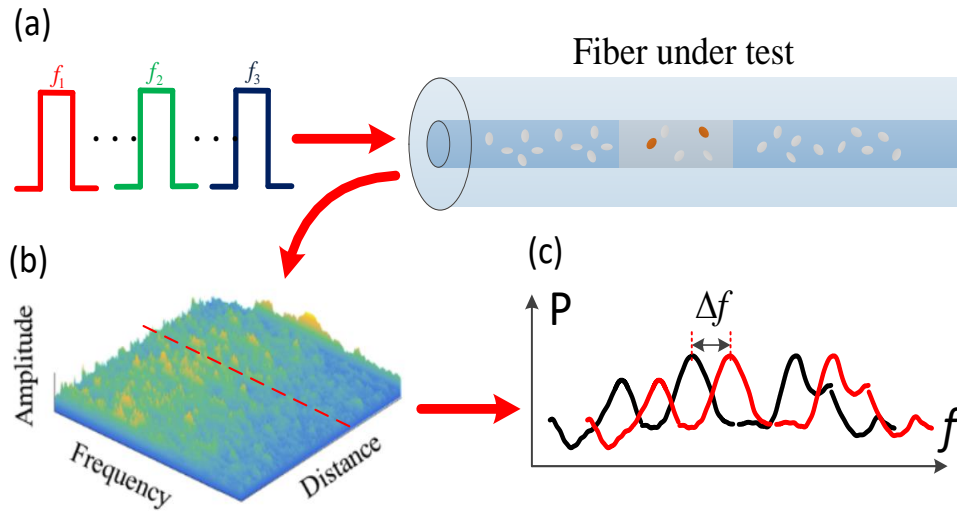 (a)
f1
f2
f3
Fiber under test
(b)
Amplitude
Frequency
Distance
(c)
P
Δf
f